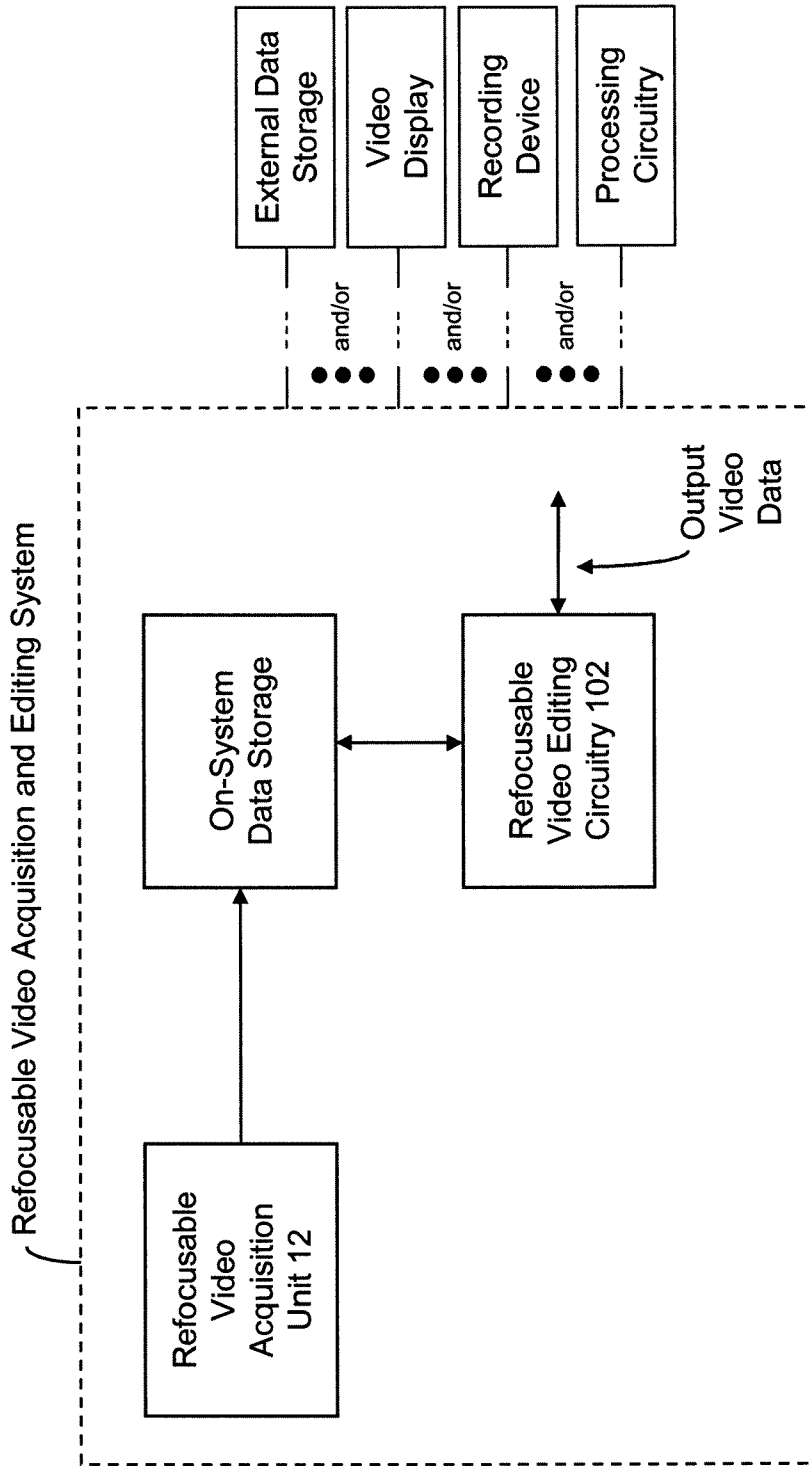 Refocusable Video Acquisition and Editing System
Refocusable
Video
Acquisition
Unit 12
On-System
Data Storage
Refocusable
Video Editing
Circuitry 102
Output
Video
Data
and/or
and/or
and/or
External Data
Storage
Video
Display
Recording
Device
Processing
Circuitry